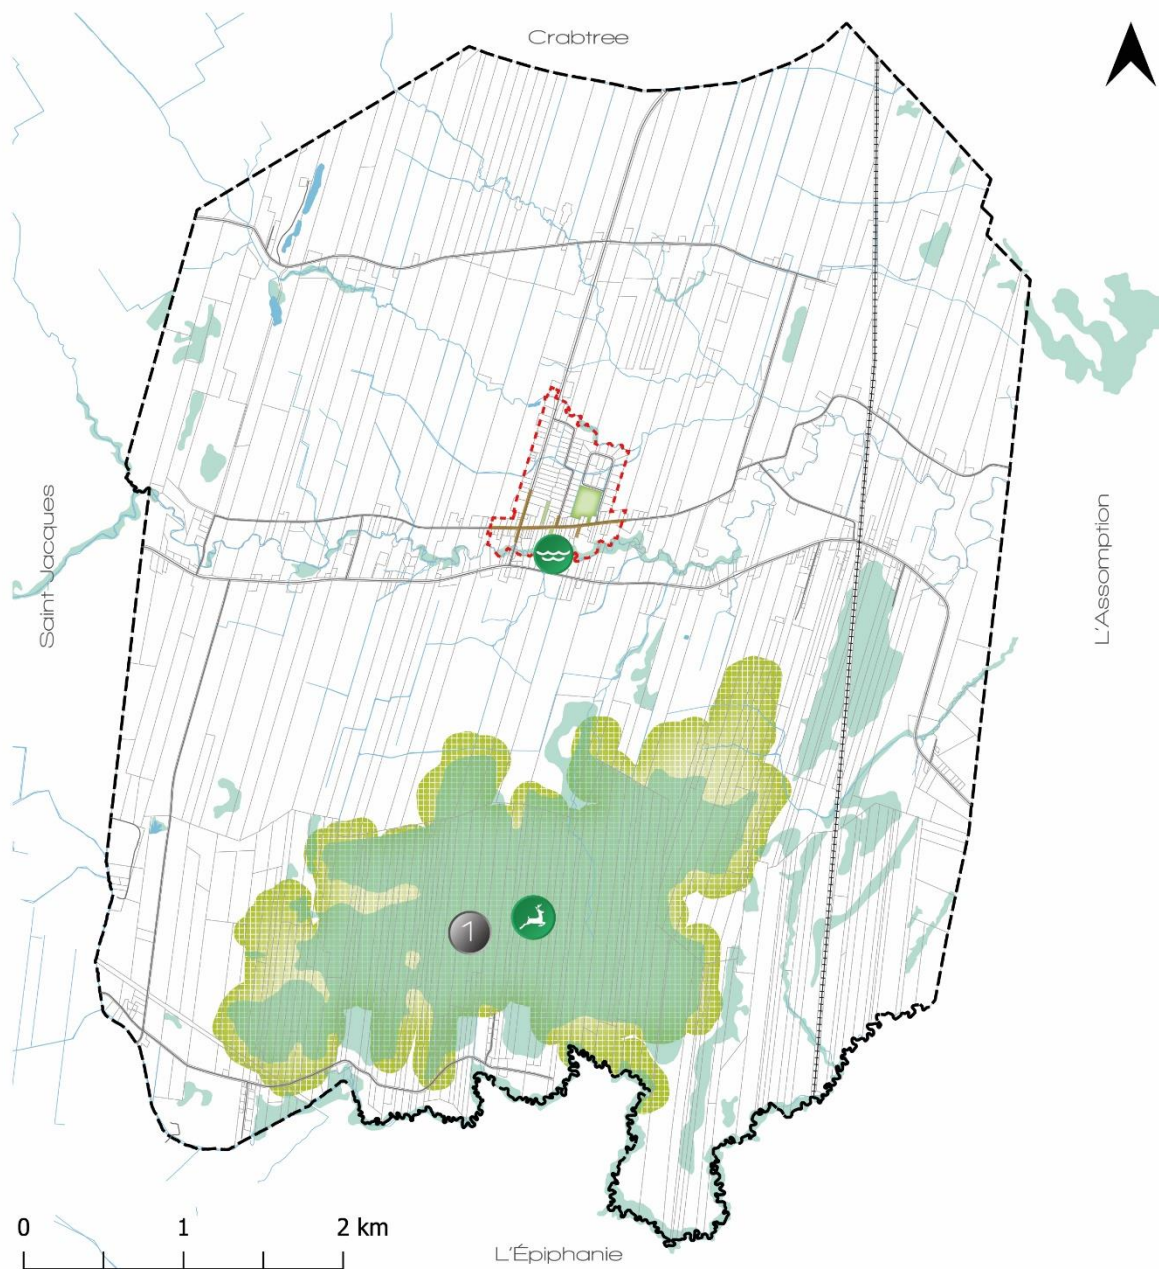 Crabtree
Saint Jacques
L'Assomption
1
0 1 2 km
L'Épiphanie